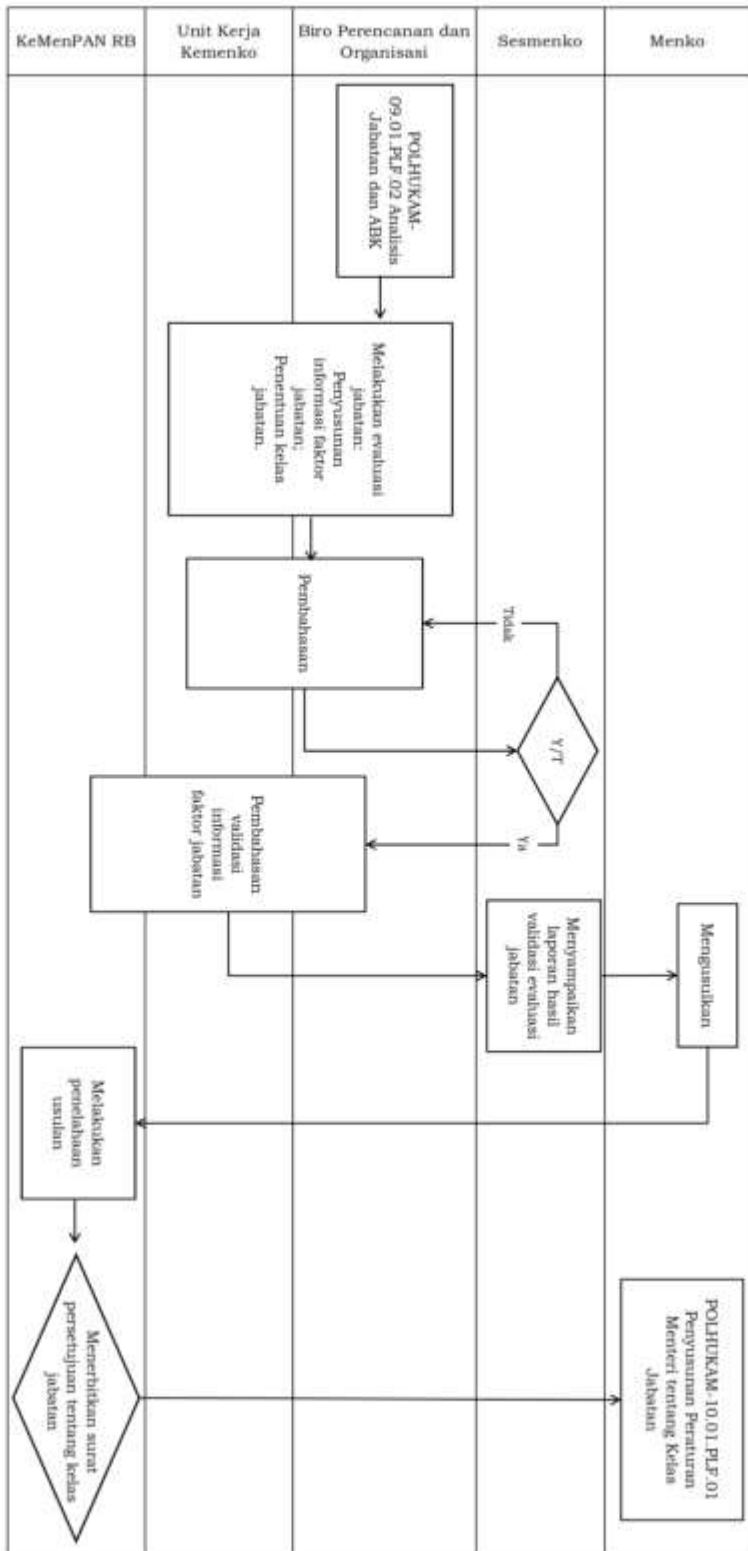 KeMenPAN RB
Unit Kerja
Kemenko
Biro Perencanan dan
Organisasi
Sesmenko
Menko
POLHUKAM-
09.01.PLF.02 Analisis
Jabatan dan ABK
Melakukan evaluasi
jabatan:
Penyusunan
informasi faktor
jabatan;
Penentuan kelas
jabatan.
Pembahasan
Tidak
Y/T
Ya
Pembahasan
validasi
informasi
faktor jabatan
Menyampaikan
laporan hasil
validasi evaluasi
jabatan
Mengusulkan
Melakukan
penelahaan
usulan
Menerbitkan surat
persetujuan tentang kelas
jabatan
POLHUKAM-10.01.PLF.01
Penyusunan Peraturan
Menteri tentang Kelas
Jabatan